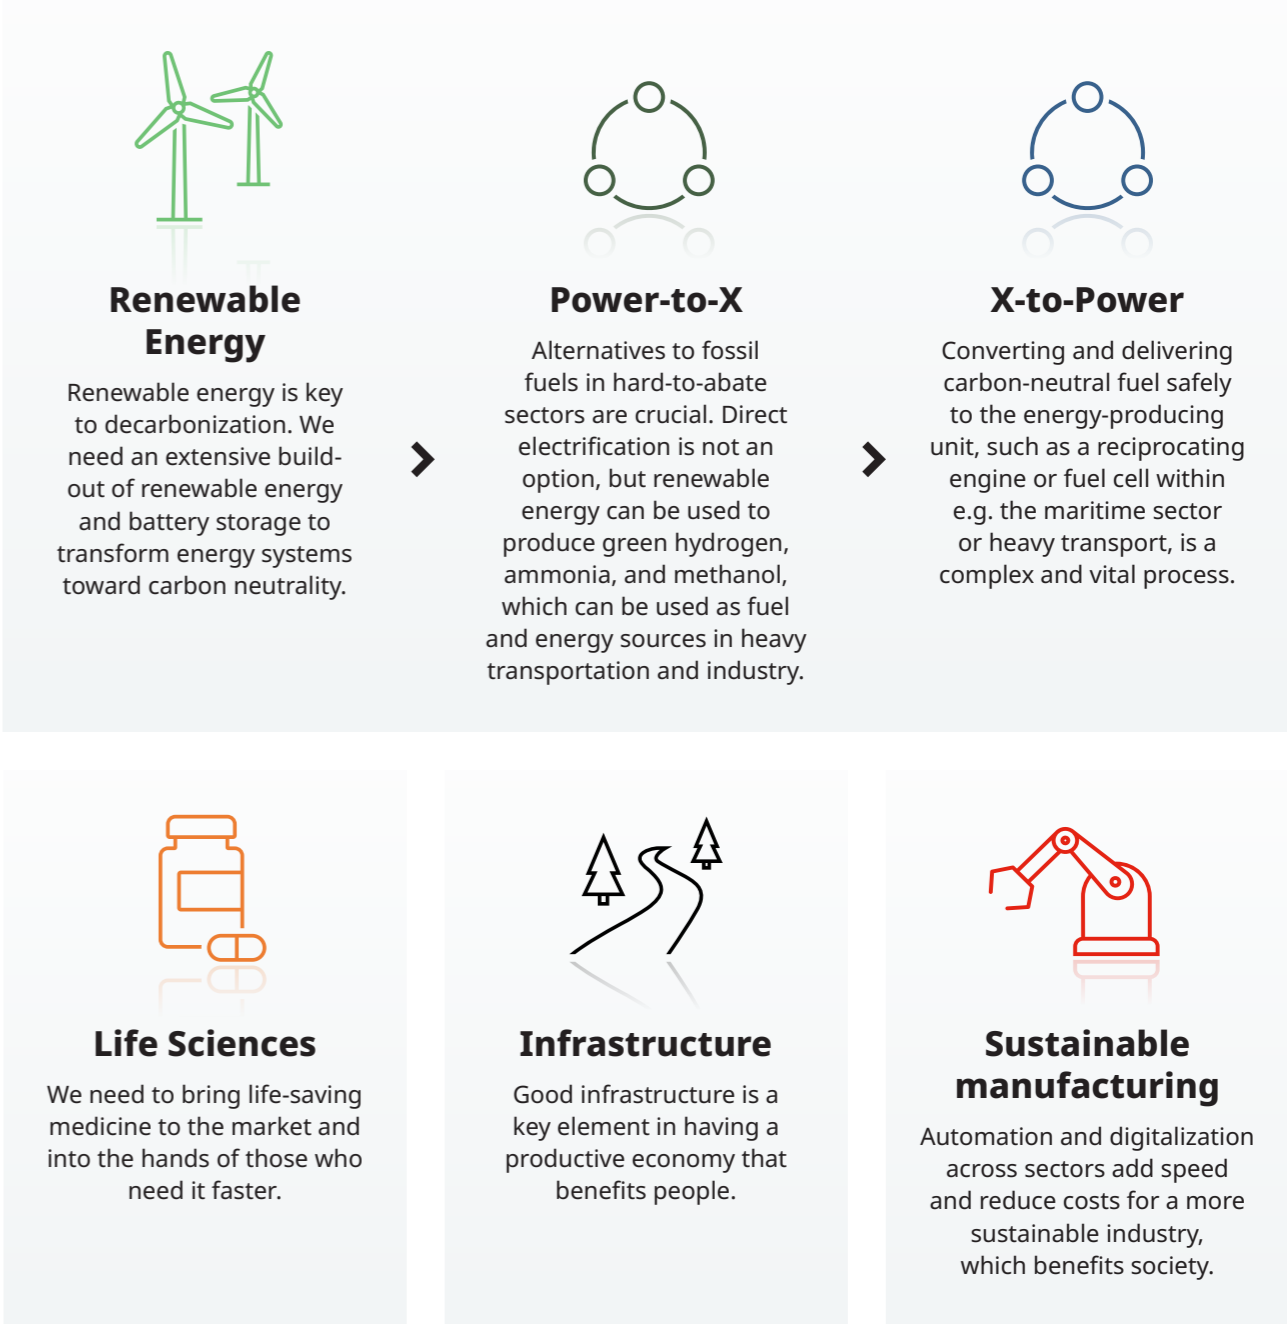 Renewable
Energy
Renewable energy is key
to decarbonization. We
need an extensive build-
out of renewable energy
and battery storage to
transform energy systems
toward carbon neutrality.
Power-to-X
Alternatives to fossil
fuels in hard-to-abate
sectors are crucial. Direct
electrification is not an
option, but renewable
energy can be used to
produce green hydrogen,
ammonia, and methanol,
which can be used as fuel
and energy sources in heavy
transportation and industry.
X-to-Power
Converting and delivering
carbon-neutral fuel safely
to the energy-producing
unit, such as a reciprocating
engine or fuel cell within
e.g. the maritime sector
or heavy transport, is a
complex and vital process.
Life Sciences
We need to bring life-saving
medicine to the market and
into the hands of those who
need it faster.
Infrastructure
Good infrastructure is a
key element in having a
productive economy that
benefits people.
Sustainable
manufacturing
Automation and digitalization
across sectors add speed
and reduce costs for a more
sustainable industry,
which benefits society.